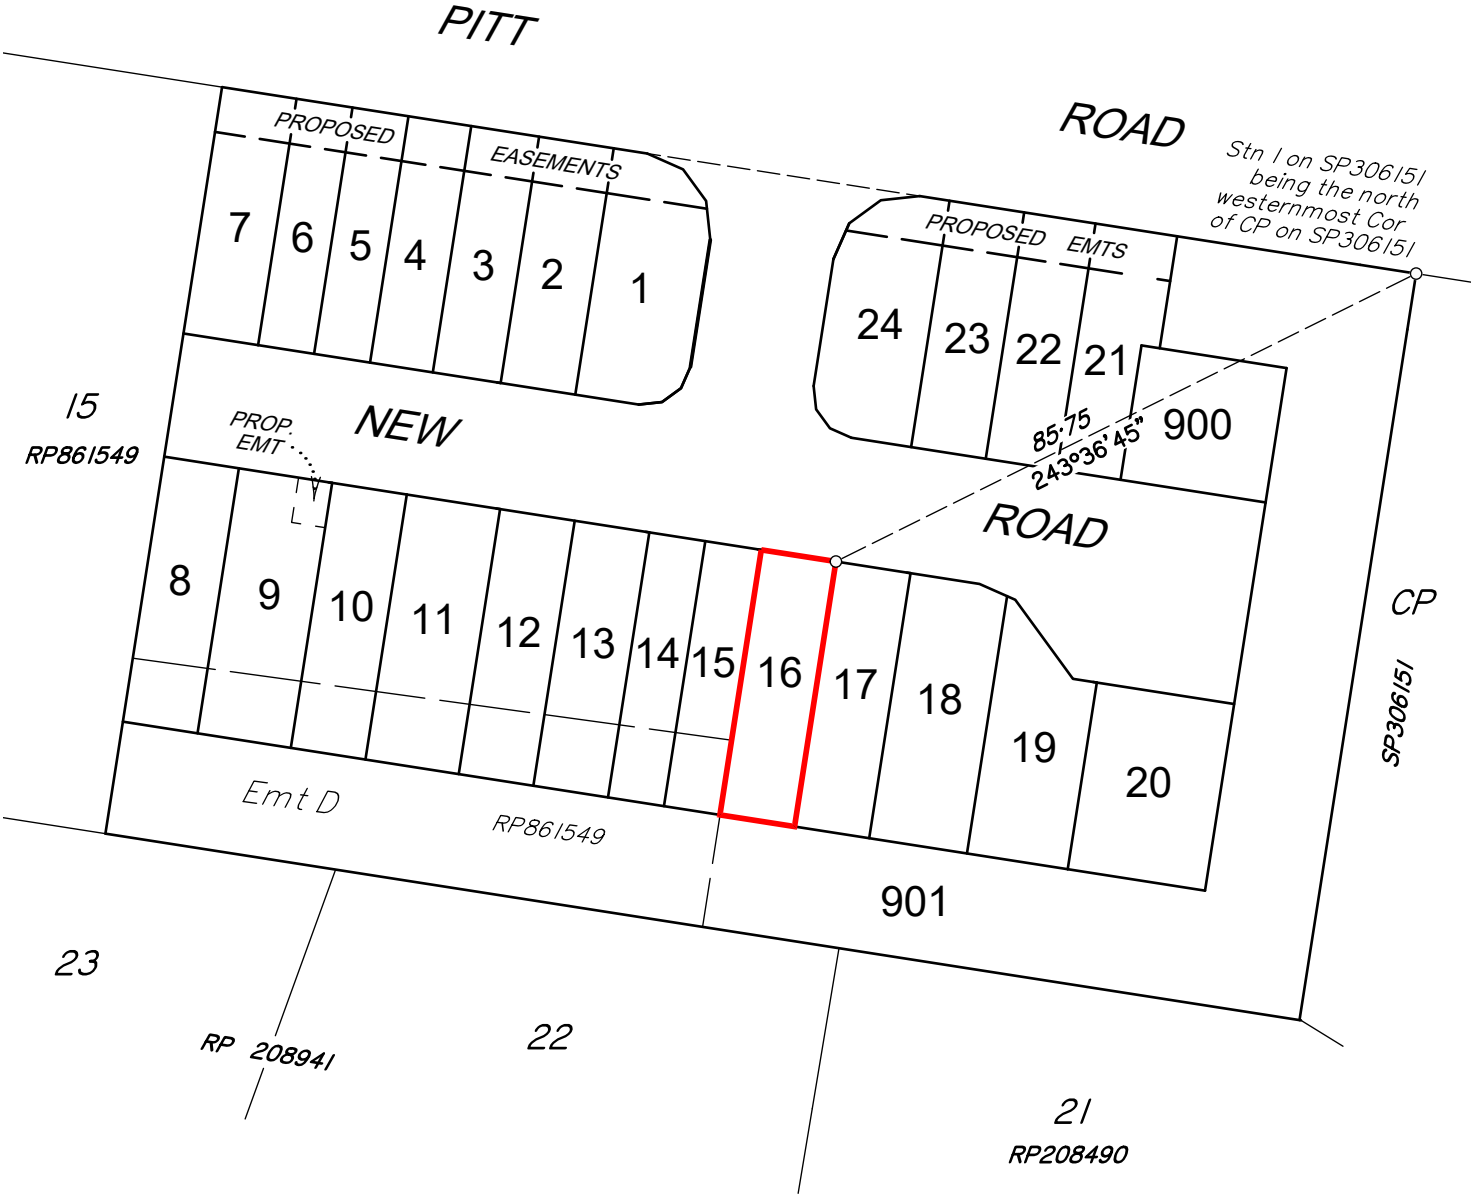 PITT
ROAD
Stn 1 on SP306151
being the north
westernmost Cor
of CP on SP306151
PROPOSED
EASEMENTS
PROPOSED EMTS
7
6
5
4
3
2
1
24
23
22
21
900
15
RP861549
PROP.
EMT
NEW
85·75
243°36'45"
ROAD
8
9
10
11
12
13
14
15
16
17
18
19
20
CP
SP306151
Emt D
RP861549
901
23
RP 208941
22
21
RP208490